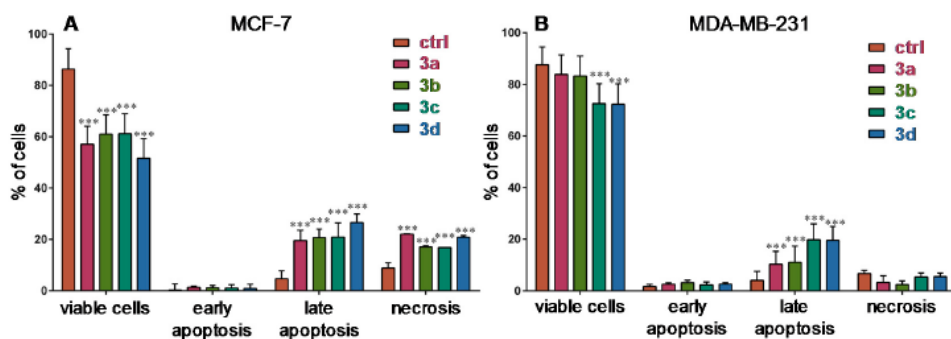 A MCF-7
% of cells
100
80
60
40
20
0
ctrl
3a
3b
3c
3d
***
***
***
***
***
***
***
***
***
***
***
***
viable cells
early apoptosis
late apoptosis
necrosis
B MDA-MB-231
% of cells
100
80
60
40
20
0
ctrl
3a
3b
3c
3d
***
***
***
***
***
***
viable cells
early apoptosis
late apoptosis
necrosis